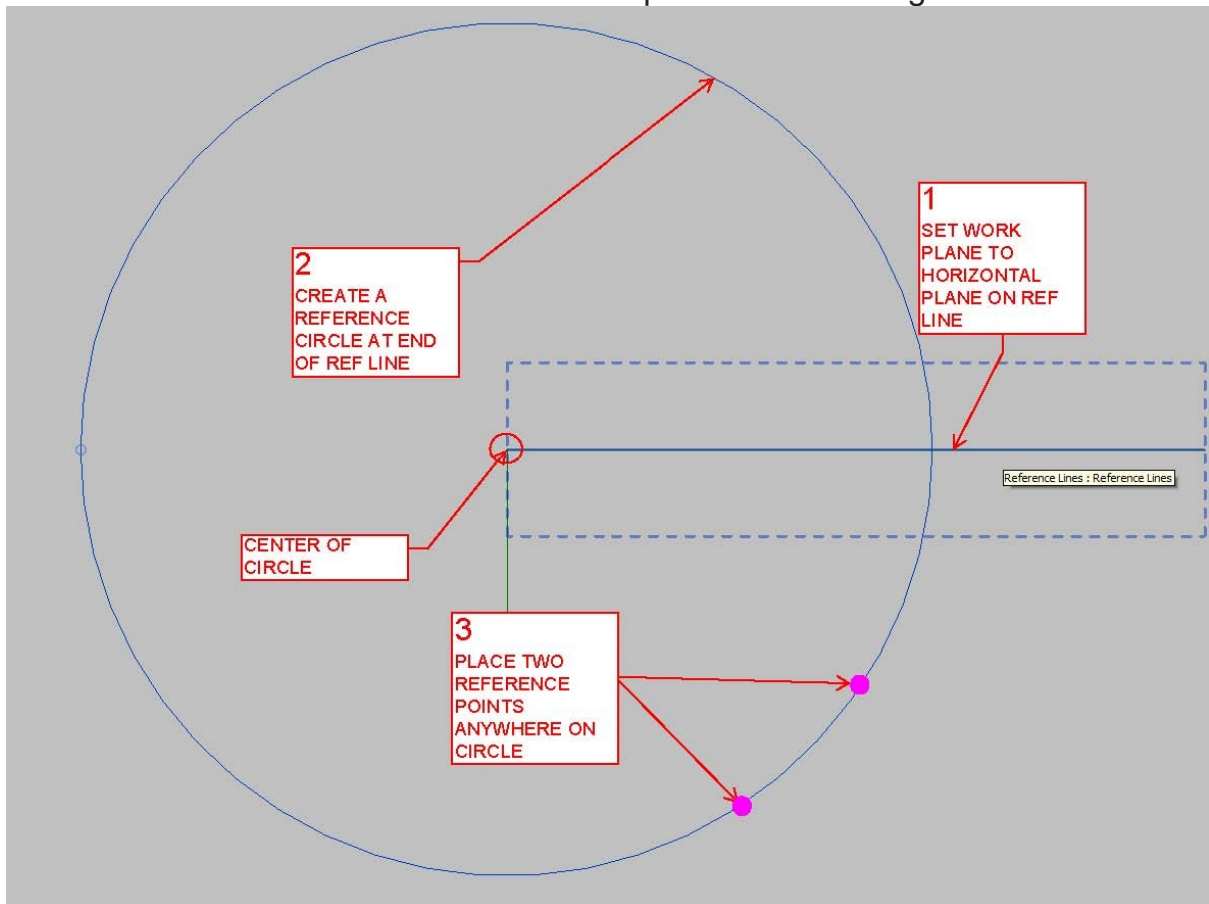 1
SET WORK
PLANE TO
HORIZONTAL
PLANE ON REF
LINE
2
CREATE A
REFERENCE
CIRCLE AT END
OF REF LINE
Reference Lines : Reference Lines
CENTER OF
CIRCLE
3
PLACE TWO
REFERENCE
POINTS
ANYWHERE ON
CIRCLE